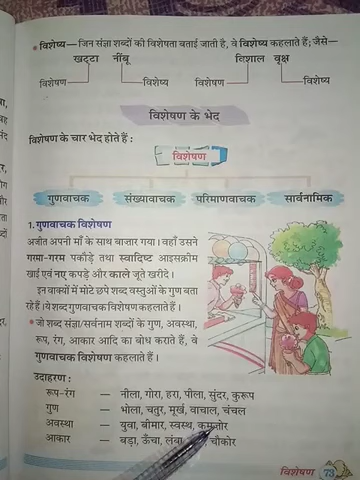 * विशेष्य— जिन संज्ञा शब्दों की विशेषता बताई जाती है, वे विशेष्य कहलाते हैं; जैसे—
खट्टा नींबू विशाल वृक्ष
विशेषण विशेष्य विशेषण विशेष्य
विशेषण के भेद
विशेषण के चार भेद होते हैं :
विशेषण
गुणवाचक संख्यावाचक परिमाणवाचक सार्वनामिक
1. गुणवाचक विशेषण
अजीत अपनी माँ के साथ बाज़ार गया। वहाँ उसने
गरमा-गरम पकौड़े तथा स्वादिष्ट आइसक्रीम
खाई एवं नए कपड़े और काले जूते खरीदे।
इन वाक्यों में मोटे छपे शब्द वस्तुओं के गुण बता
रहे हैं। ये शब्द गुणवाचक विशेषण कहलाते हैं।
* जो शब्द संज्ञा/सर्वनाम शब्दों के गुण, अवस्था,
रूप, रंग, आकार आदि का बोध कराते हैं, वे
गुणवाचक विशेषण कहलाते हैं।
उदाहरण :
रूप-रंग — नीला, गोरा, हरा, पीला, सुंदर, कुरूप
गुण — भोला, चतुर, मूर्ख, वाचाल, चंचल
अवस्था — युवा, बीमार, स्वस्थ, कमज़ोर
आकार — बड़ा, ऊँचा, लंबा चौकोर
विशेषण 73